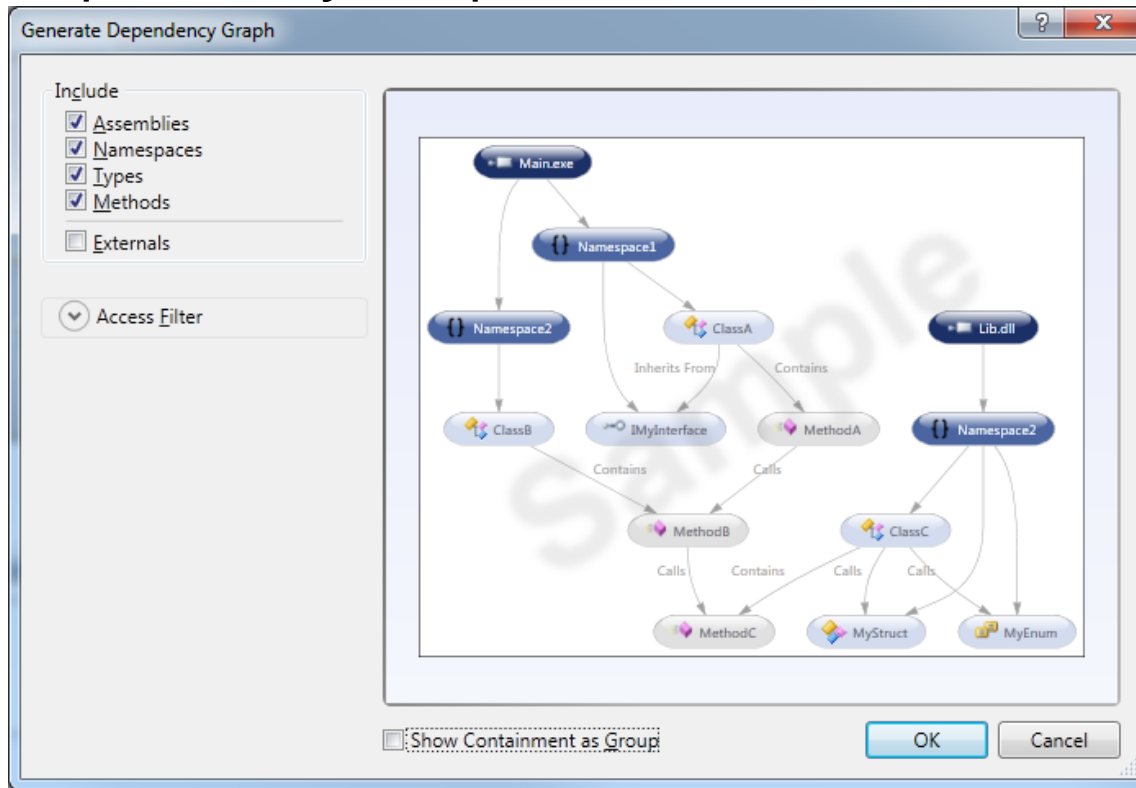 Generate Dependency Graph
Include
Assemblies
Namespaces
Types
Methods
Externals
Access Filter
Main.exe
{} Namespace1
{} Namespace2
ClassA
Lib.dll
Inherits From
Contains
ClassB
IMyInterface
MethodA
{} Namespace2
Contains
Calls
MethodB
ClassC
Calls
Contains
Calls
Calls
MethodC
MyStruct
MyEnum
Sample
Show Containment as Group
OK
Cancel